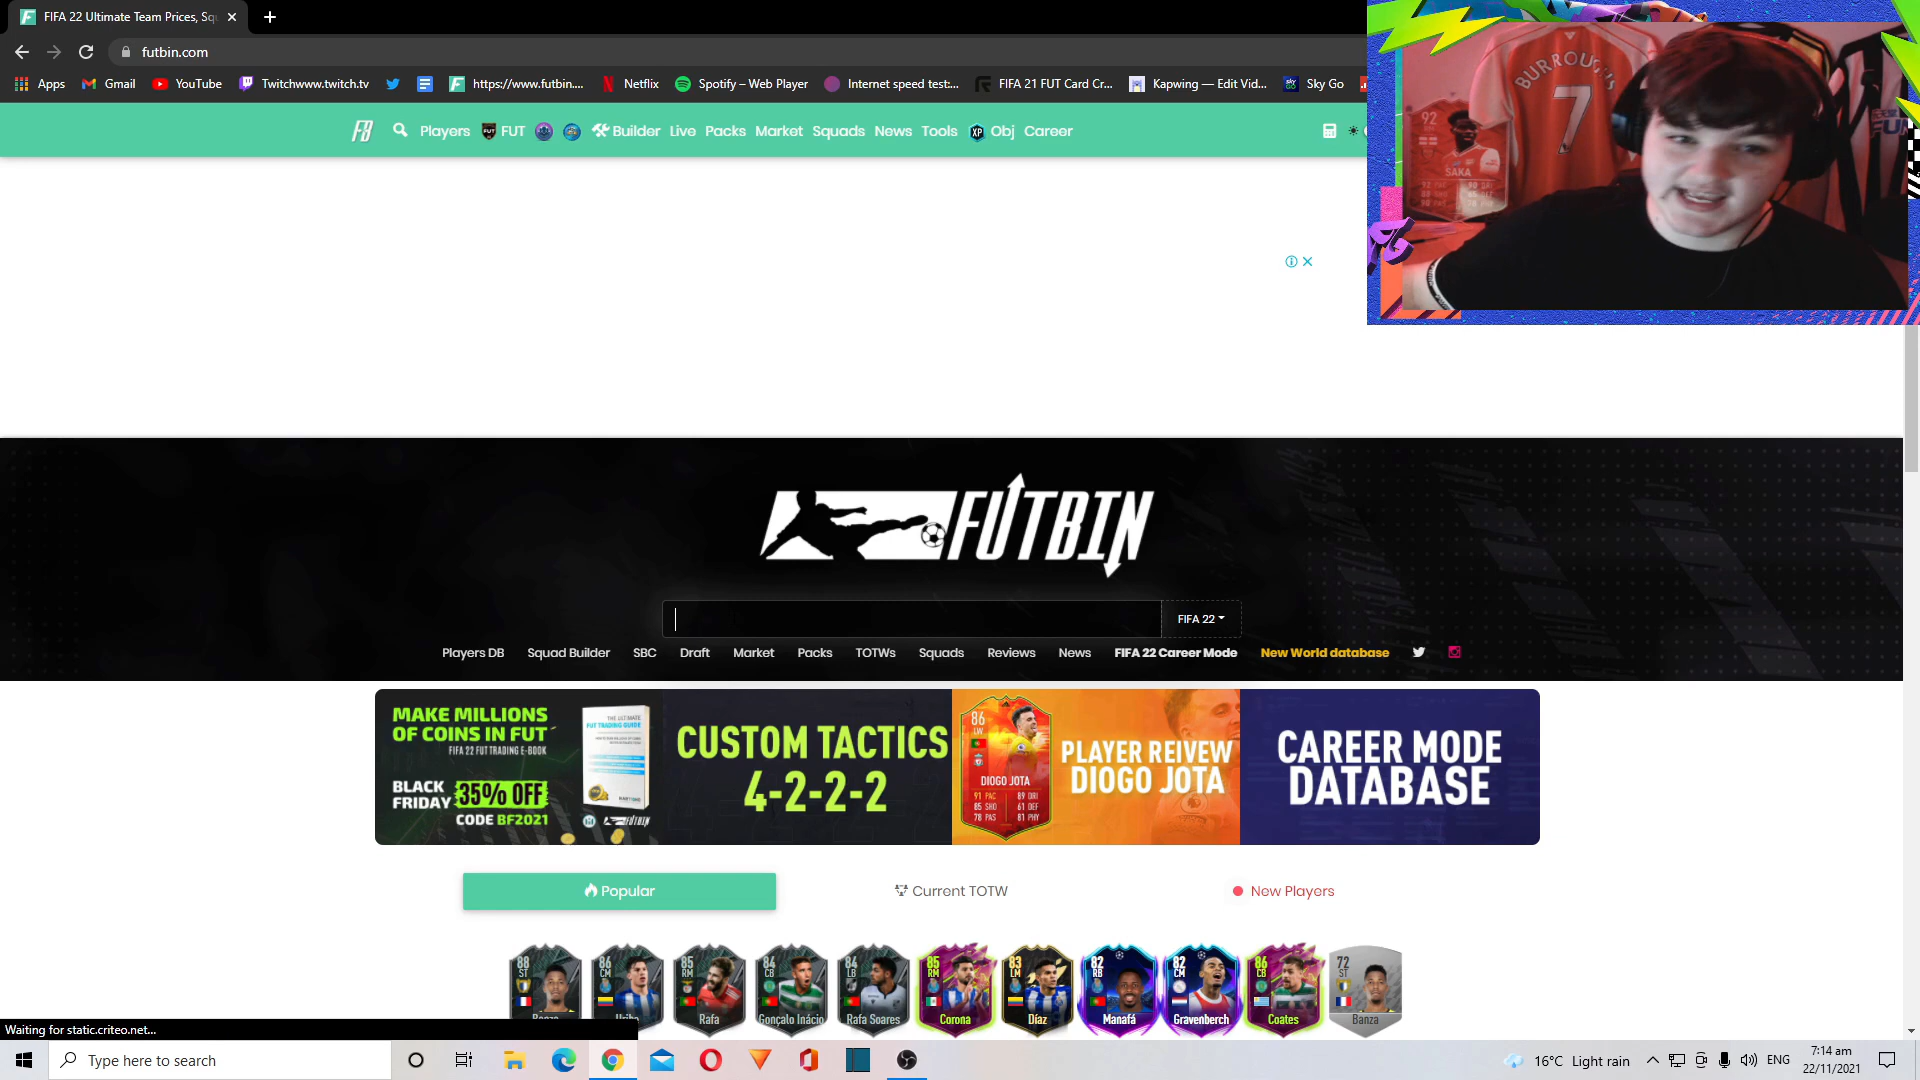 FIFA 22 Ultimate Team Prices, Squ
futbin.com
Apps Gmail YouTube Twitchwww.twitch.tv https://www.futbin.... Netflix Spotify – Web Player Internet speed test:... FIFA 21 FUT Card Cr... Kapwing — Edit Vid... Sky Go
FB Players FUT Builder Live Packs Market Squads News Tools XP Obj Career
BURROUGHS
7
92
SAKA
FUTBIN
FIFA 22
Players DB Squad Builder SBC Draft Market Packs TOTWs Squads Reviews News FIFA 22 Career Mode New World database
MAKE MILLIONS
OF COINS IN FUT
FIFA 22 FUT TRADING E-BOOK
BLACK
FRIDAY 35% OFF
CODE BF2021
THE ULTIMATE
FUT TRADING GUIDE
FUTBIN
CUSTOM TACTICS
4-2-2-2
86
LW
DIOGO JOTA
91 PAC 89 DRI
85 SHO 61 DEF
78 PAS 81 PHY
PLAYER REIVEW
DIOGO JOTA
CAREER MODE
DATABASE
Popular Current TOTW New Players
88 ST Banza
86 CM Uribe
85 RM Rafa
84 CB Gonçalo Inácio
84 LB Rafa Soares
85 RM Corona
83 LM Díaz
82 RB Manafá
82 CM Gravenberch
86 CB Coates
72 ST Banza
Waiting for static.criteo.net...
Type here to search
16°C Light rain
ENG
7:14 am
22/11/2021